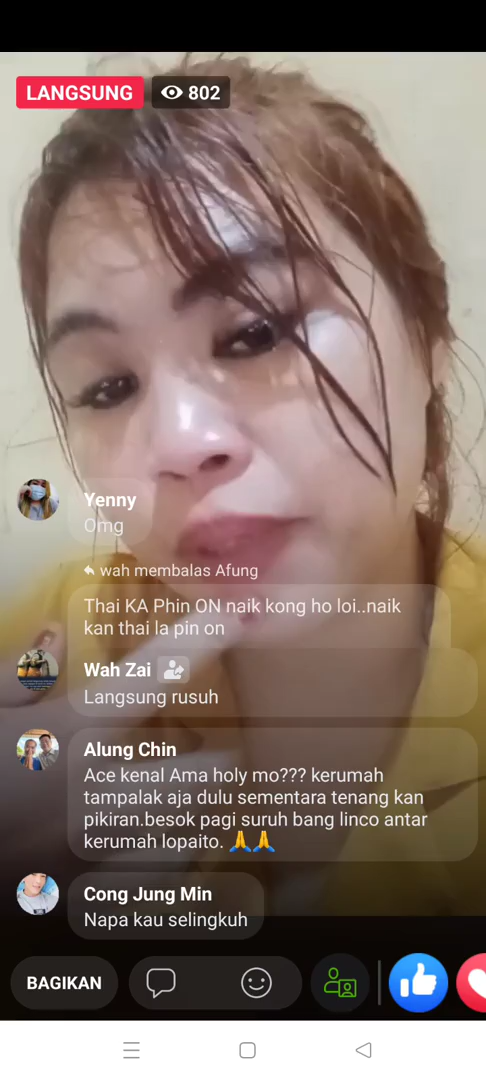 LANGSUNG 802
Yenny
Omg
wah membalas Afung
Thai KA Phin ON naik kong ho loi..naik
kan thai la pin on
Wah Zai
Langsung rusuh
Alung Chin
Ace kenal Ama holy mo??? kerumah
tampalak aja dulu sementara tenang kan
pikiran.besok pagi suruh bang linco antar
kerumah lopaito. 🙏🙏
Cong Jung Min
Napa kau selingkuh
BAGIKAN